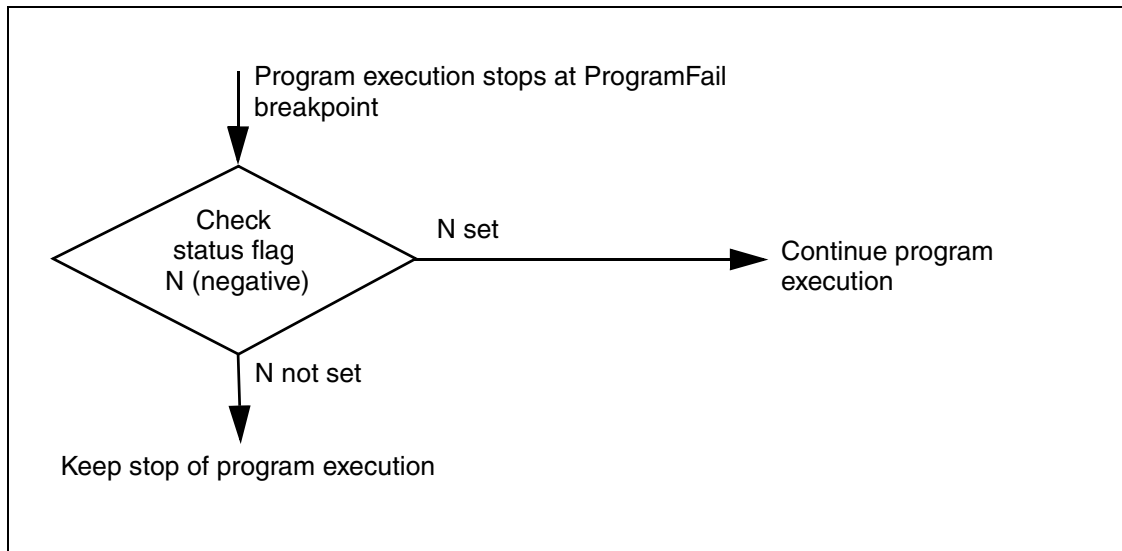 Program execution stops at ProgramFail
breakpoint
Check
status flag
N (negative)
N set
Continue program
execution
N not set
Keep stop of program execution